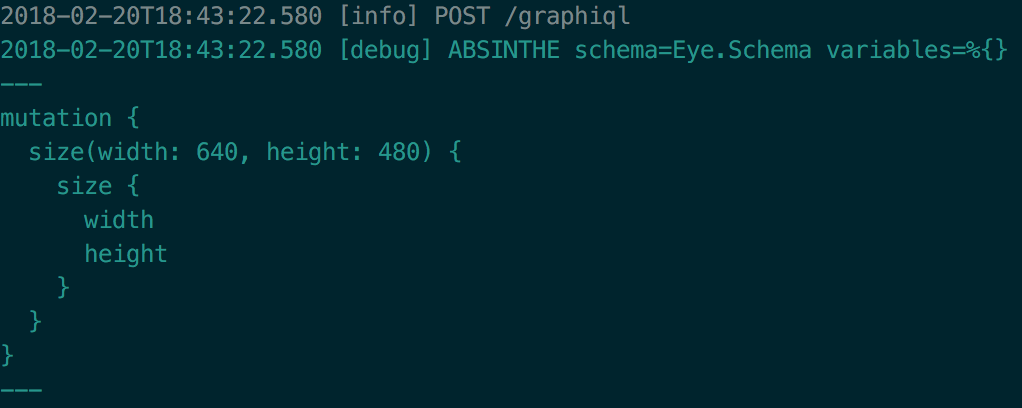 2018-02-20T18:43:22.580 [info] POST /graphiql
2018-02-20T18:43:22.580 [debug] ABSINTHE schema=Eye.Schema variables=%{}
---
mutation {
  size(width: 640, height: 480) {
    size {
      width
      height
    }
  }
}
---